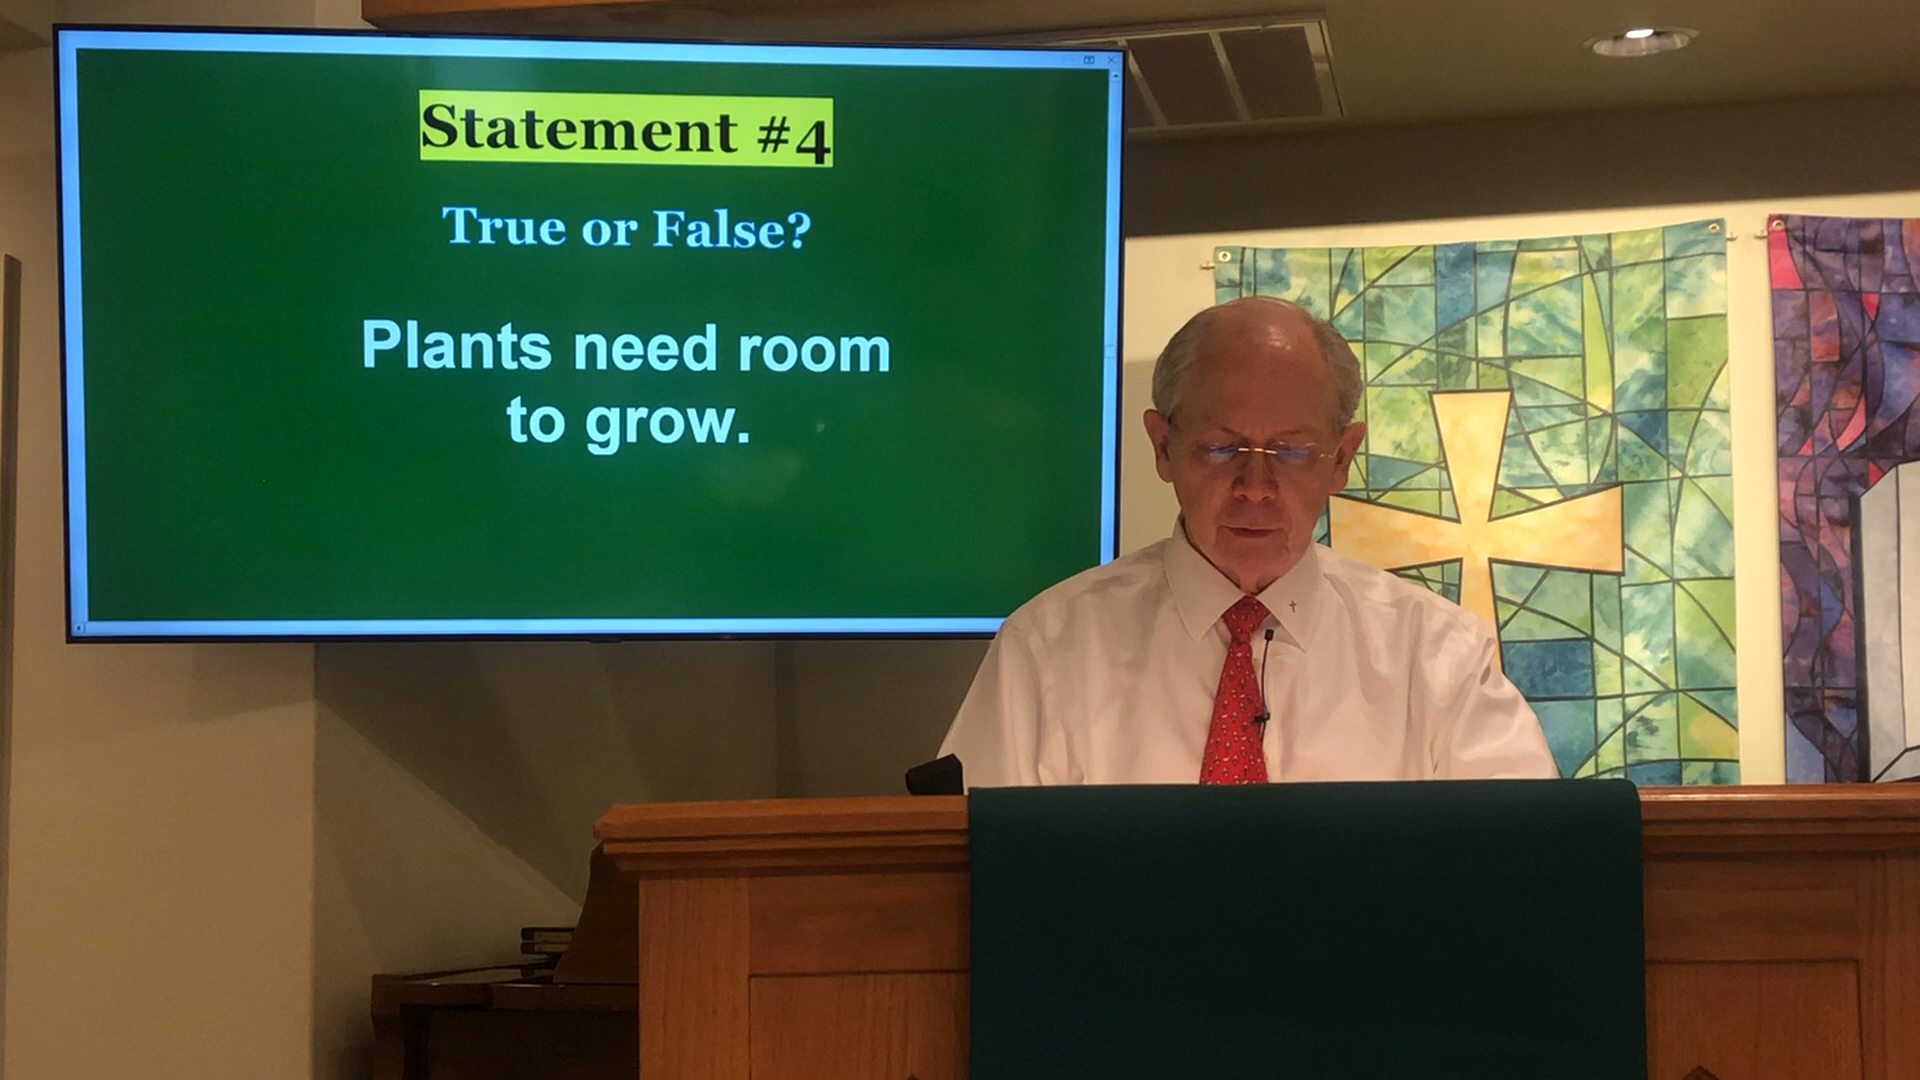 Statement #4
True or False?
Plants need room
to grow.